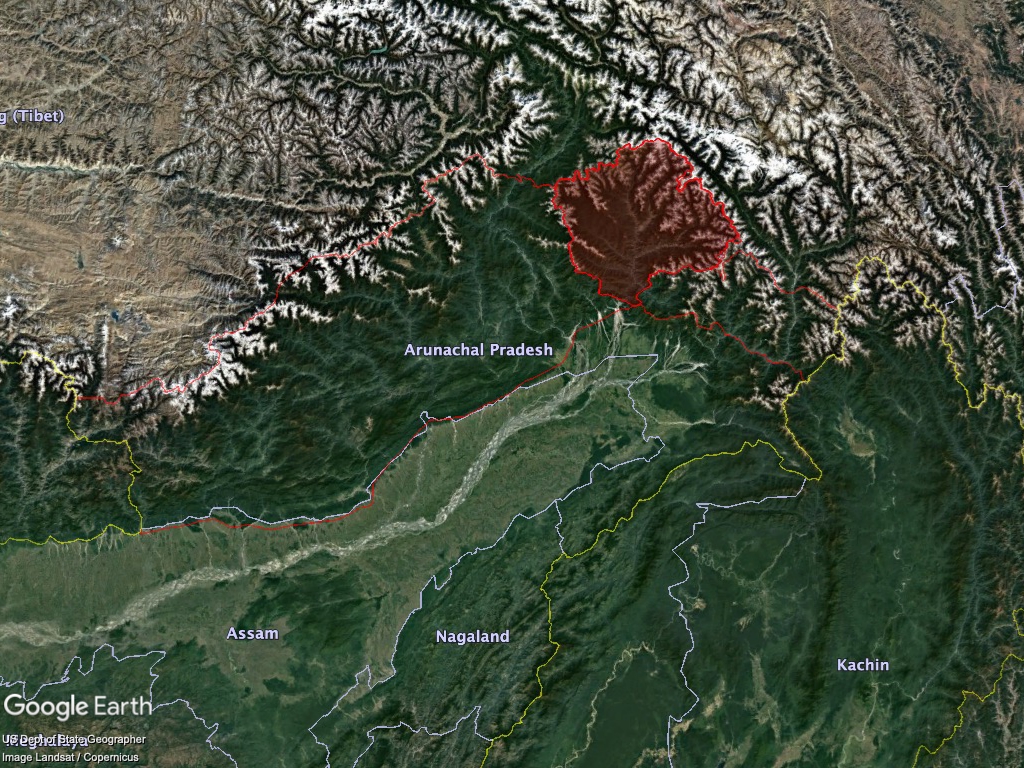 g (Tibet)
Arunachal Pradesh
Assam
Nagaland
Kachin
Google Earth
Meghalaya
US Dept of State Geographer
Image Landsat / Copernicus